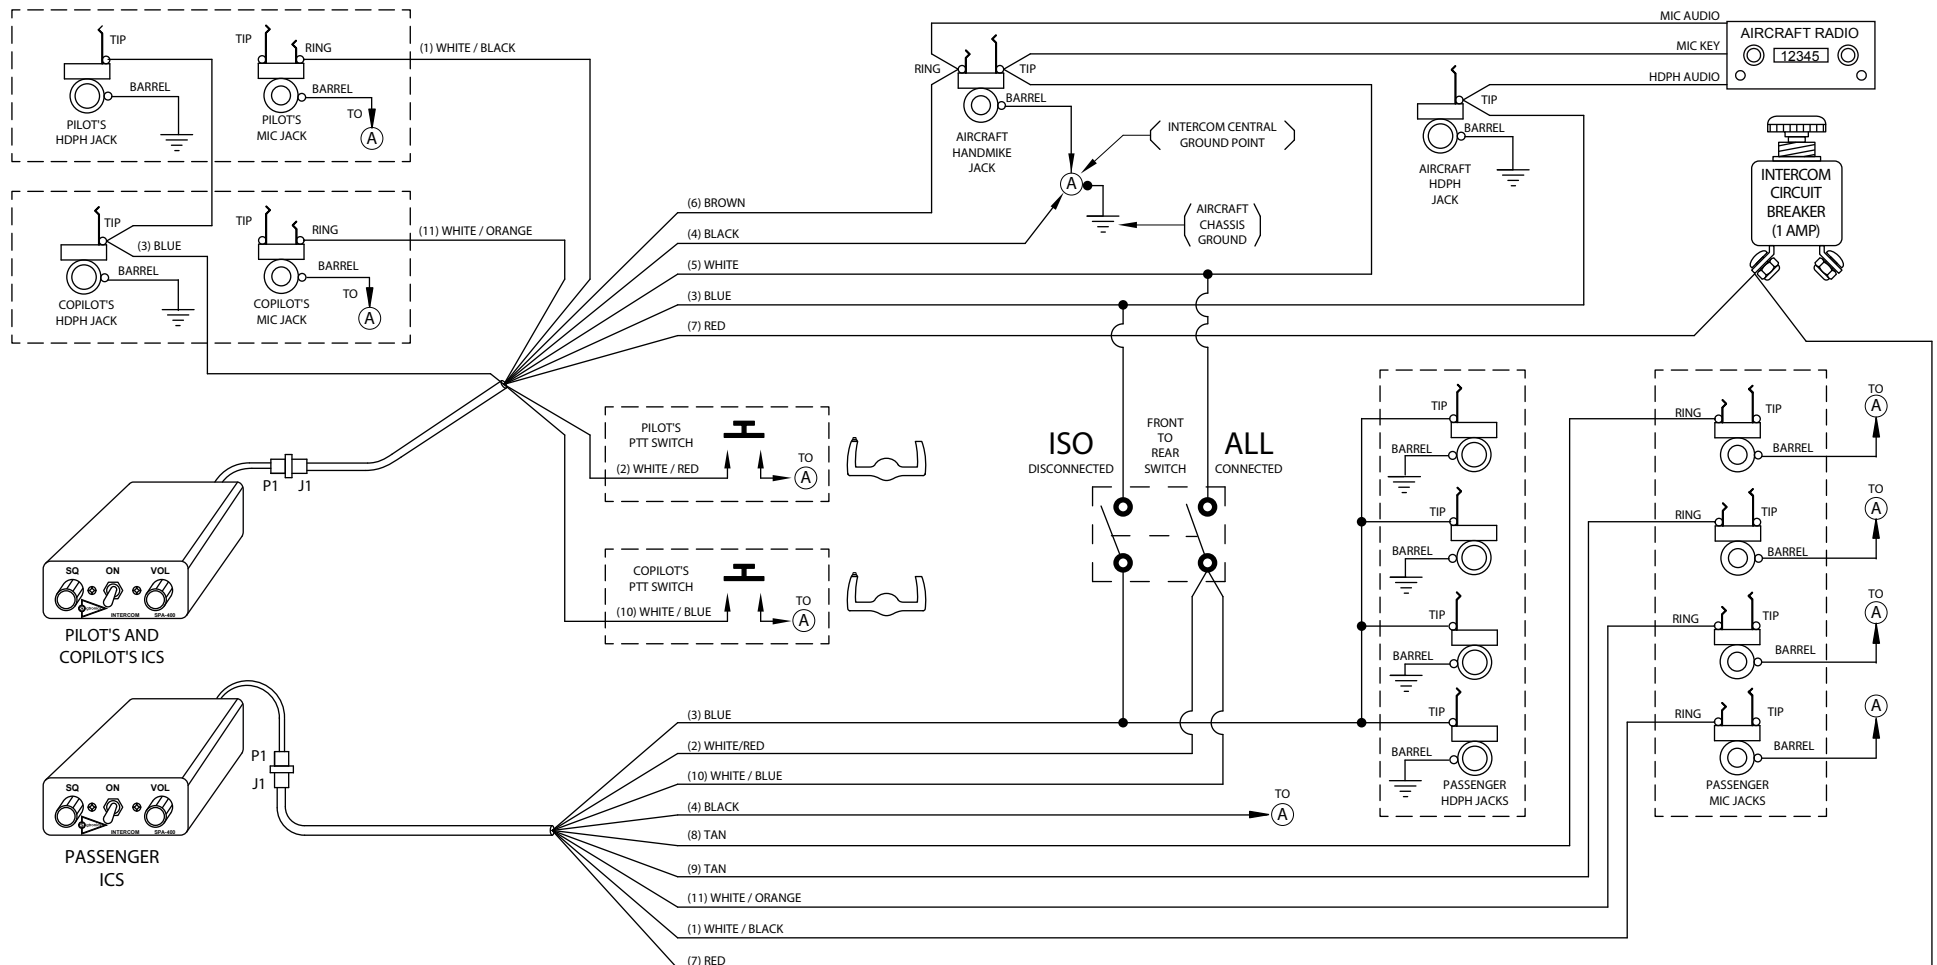 TIP
BARREL
PILOT'S
HDPH JACK
TIP
RING
BARREL
TO
A
PILOT'S
MIC JACK
(1) WHITE / BLACK
TIP
(3) BLUE
BARREL
COPILOT'S
HDPH JACK
TIP
RING
BARREL
TO
A
COPILOT'S
MIC JACK
(11) WHITE / ORANGE
RING
TIP
BARREL
AIRCRAFT
HANDMIKE
JACK
INTERCOM CENTRAL
GROUND POINT
A
AIRCRAFT
CHASSIS
GROUND
MIC AUDIO
MIC KEY
HDPH AUDIO
AIRCRAFT RADIO
12345
TIP
BARREL
AIRCRAFT
HDPH
JACK
INTERCOM
CIRCUIT
BREAKER
(1 AMP)
(6) BROWN
(4) BLACK
(5) WHITE
(3) BLUE
(7) RED
PILOT'S
PTT SWITCH
(2) WHITE / RED
TO
A
COPILOT'S
PTT SWITCH
(10) WHITE / BLUE
TO
A
ISO
DISCONNECTED
FRONT
TO
REAR
SWITCH
ALL
CONNECTED
P1
J1
SQ
ON
VOL
INTERCOM
SPA-400
PILOT'S AND
COPILOT'S ICS
P1
J1
SQ
ON
VOL
INTERCOM
SPA-400
PASSENGER
ICS
(3) BLUE
(2) WHITE/RED
(10) WHITE / BLUE
(4) BLACK
TO
A
(8) TAN
(9) TAN
(11) WHITE / ORANGE
(1) WHITE / BLACK
(7) RED
TIP
BARREL
TIP
BARREL
TIP
BARREL
TIP
BARREL
PASSENGER
HDPH JACKS
RING
TIP
BARREL
TO
A
RING
TIP
BARREL
TO
A
RING
TIP
BARREL
TO
A
RING
TIP
BARREL
A
PASSENGER
MIC JACKS